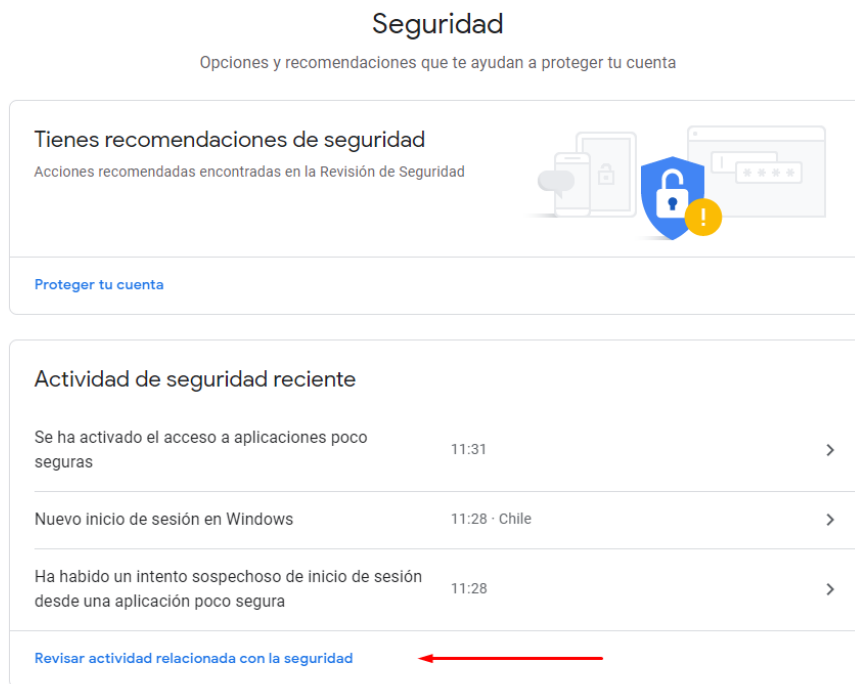 Seguridad
Opciones y recomendaciones que te ayudan a proteger tu cuenta
Tienes recomendaciones de seguridad
Acciones recomendadas encontradas en la Revisión de Seguridad
Proteger tu cuenta
Actividad de seguridad reciente
Se ha activado el acceso a aplicaciones poco
seguras
11:31
Nuevo inicio de sesión en Windows
11:28 · Chile
Ha habido un intento sospechoso de inicio de sesión
desde una aplicación poco segura
11:28
Revisar actividad relacionada con la seguridad